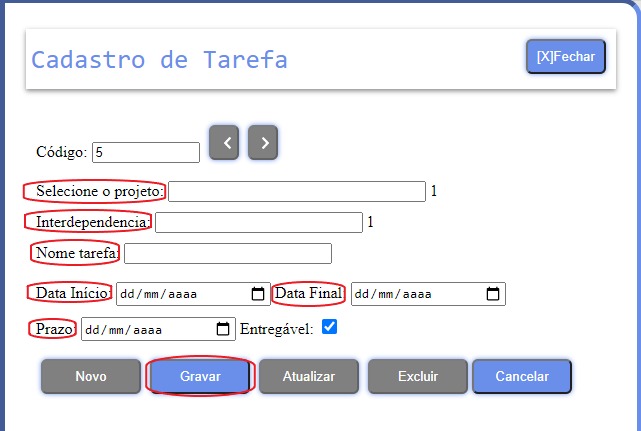 Cadastro de Tarefa [X]Fechar
Código: 5 < >
Selecione o projeto: 1
Interdependencia: 1
Nome tarefa:
Data Início: dd/mm/aaaa Data Final: dd/mm/aaaa
Prazo: dd/mm/aaaa Entregável:
Novo Gravar Atualizar Excluir Cancelar